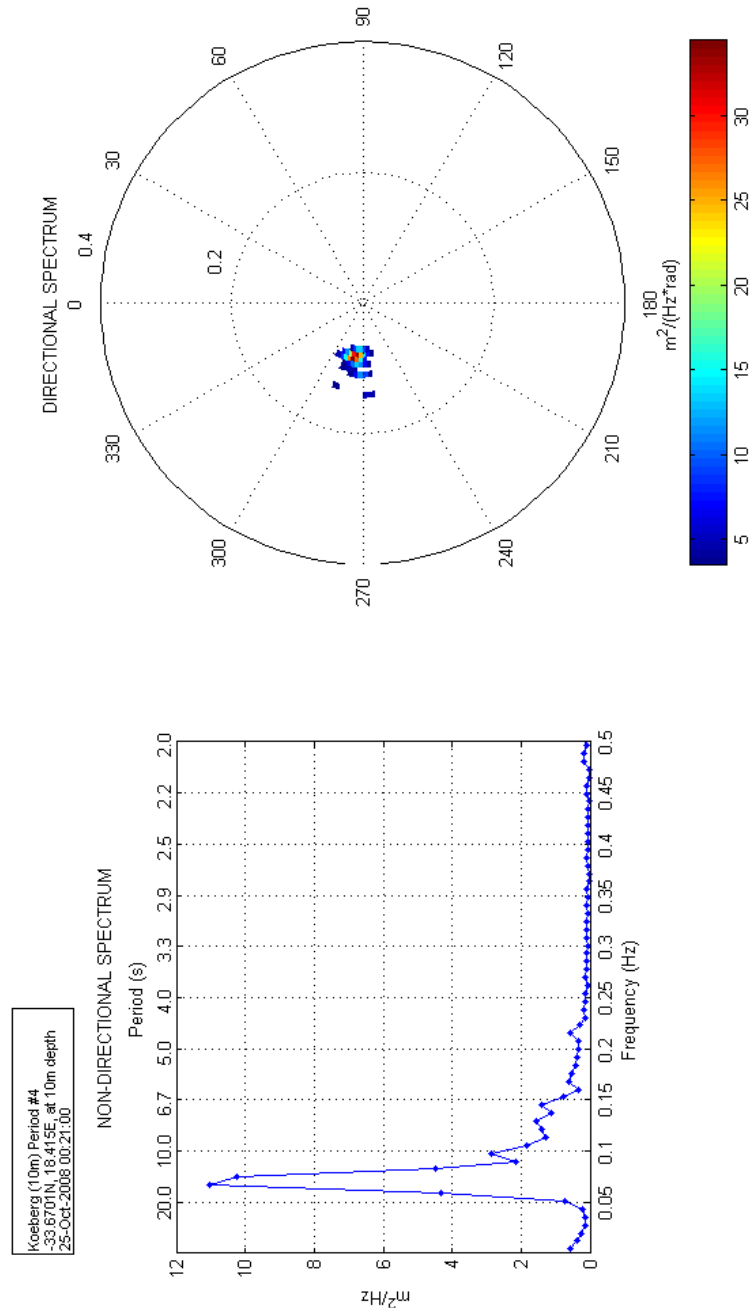 Koeberg (10m) Period #4
-33.6701N, 18.415E, at 10m depth
25-Oct-2008 00:21:00
NON-DIRECTIONAL SPECTRUM
Period (s)
20.0 10.0 6.7 5.0 4.0 3.3 2.9 2.5 2.2 2.0
12
10
8
6
4
2
0
m²/Hz
0.05 0.1 0.15 0.2 0.25 0.3 0.35 0.4 0.45 0.5
Frequency (Hz)
DIRECTIONAL SPECTRUM
0
0.4
30
0.2
60
90
120
150
180
210
240
270
300
330
m²/(Hz*rad)
5 10 15 20 25 30